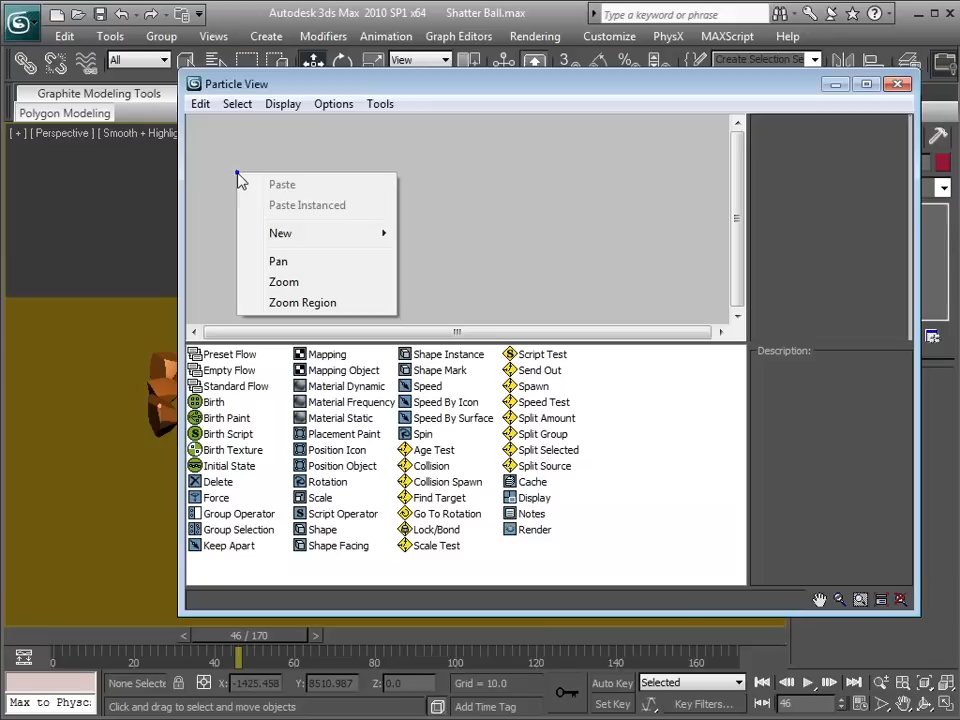 Autodesk 3ds Max 2010 SP1 x64 Shatter Ball.max
Type a keyword or phrase
Edit Tools Group Views Create Modifiers Animation Graph Editors Rendering Customize PhysX MAXScript Help
All View 3 Create Selection Se
Graphite Modeling Tools
Polygon Modeling
[ + ] [ Perspective ] [ Smooth + Highlig
Particle View
Edit Select Display Options Tools
Paste
Paste Instanced
New
Pan
Zoom
Zoom Region
Preset Flow Mapping Shape Instance Script Test
Empty Flow Mapping Object Shape Mark Send Out
Standard Flow Material Dynamic Speed Spawn
Birth Material Frequency Speed By Icon Speed Test
Birth Paint Material Static Speed By Surface Split Amount
Birth Script Placement Paint Spin Split Group
Birth Texture Position Icon Age Test Split Selected
Initial State Position Object Collision Split Source
Delete Rotation Collision Spawn Cache
Force Scale Find Target Display
Group Operator Script Operator Go To Rotation Notes
Group Selection Shape Lock/Bond Render
Keep Apart Shape Facing Scale Test
Description:
< 46 / 170 >
0 20 40 60 80 100 120 140 160
None Selecte X: -1425.458 Y: 8510.987 Z: 0.0 Grid = 10.0 Auto Key Selected
Max to Physc Click and drag to select and move objects Add Time Tag Set Key Key Filters... 46